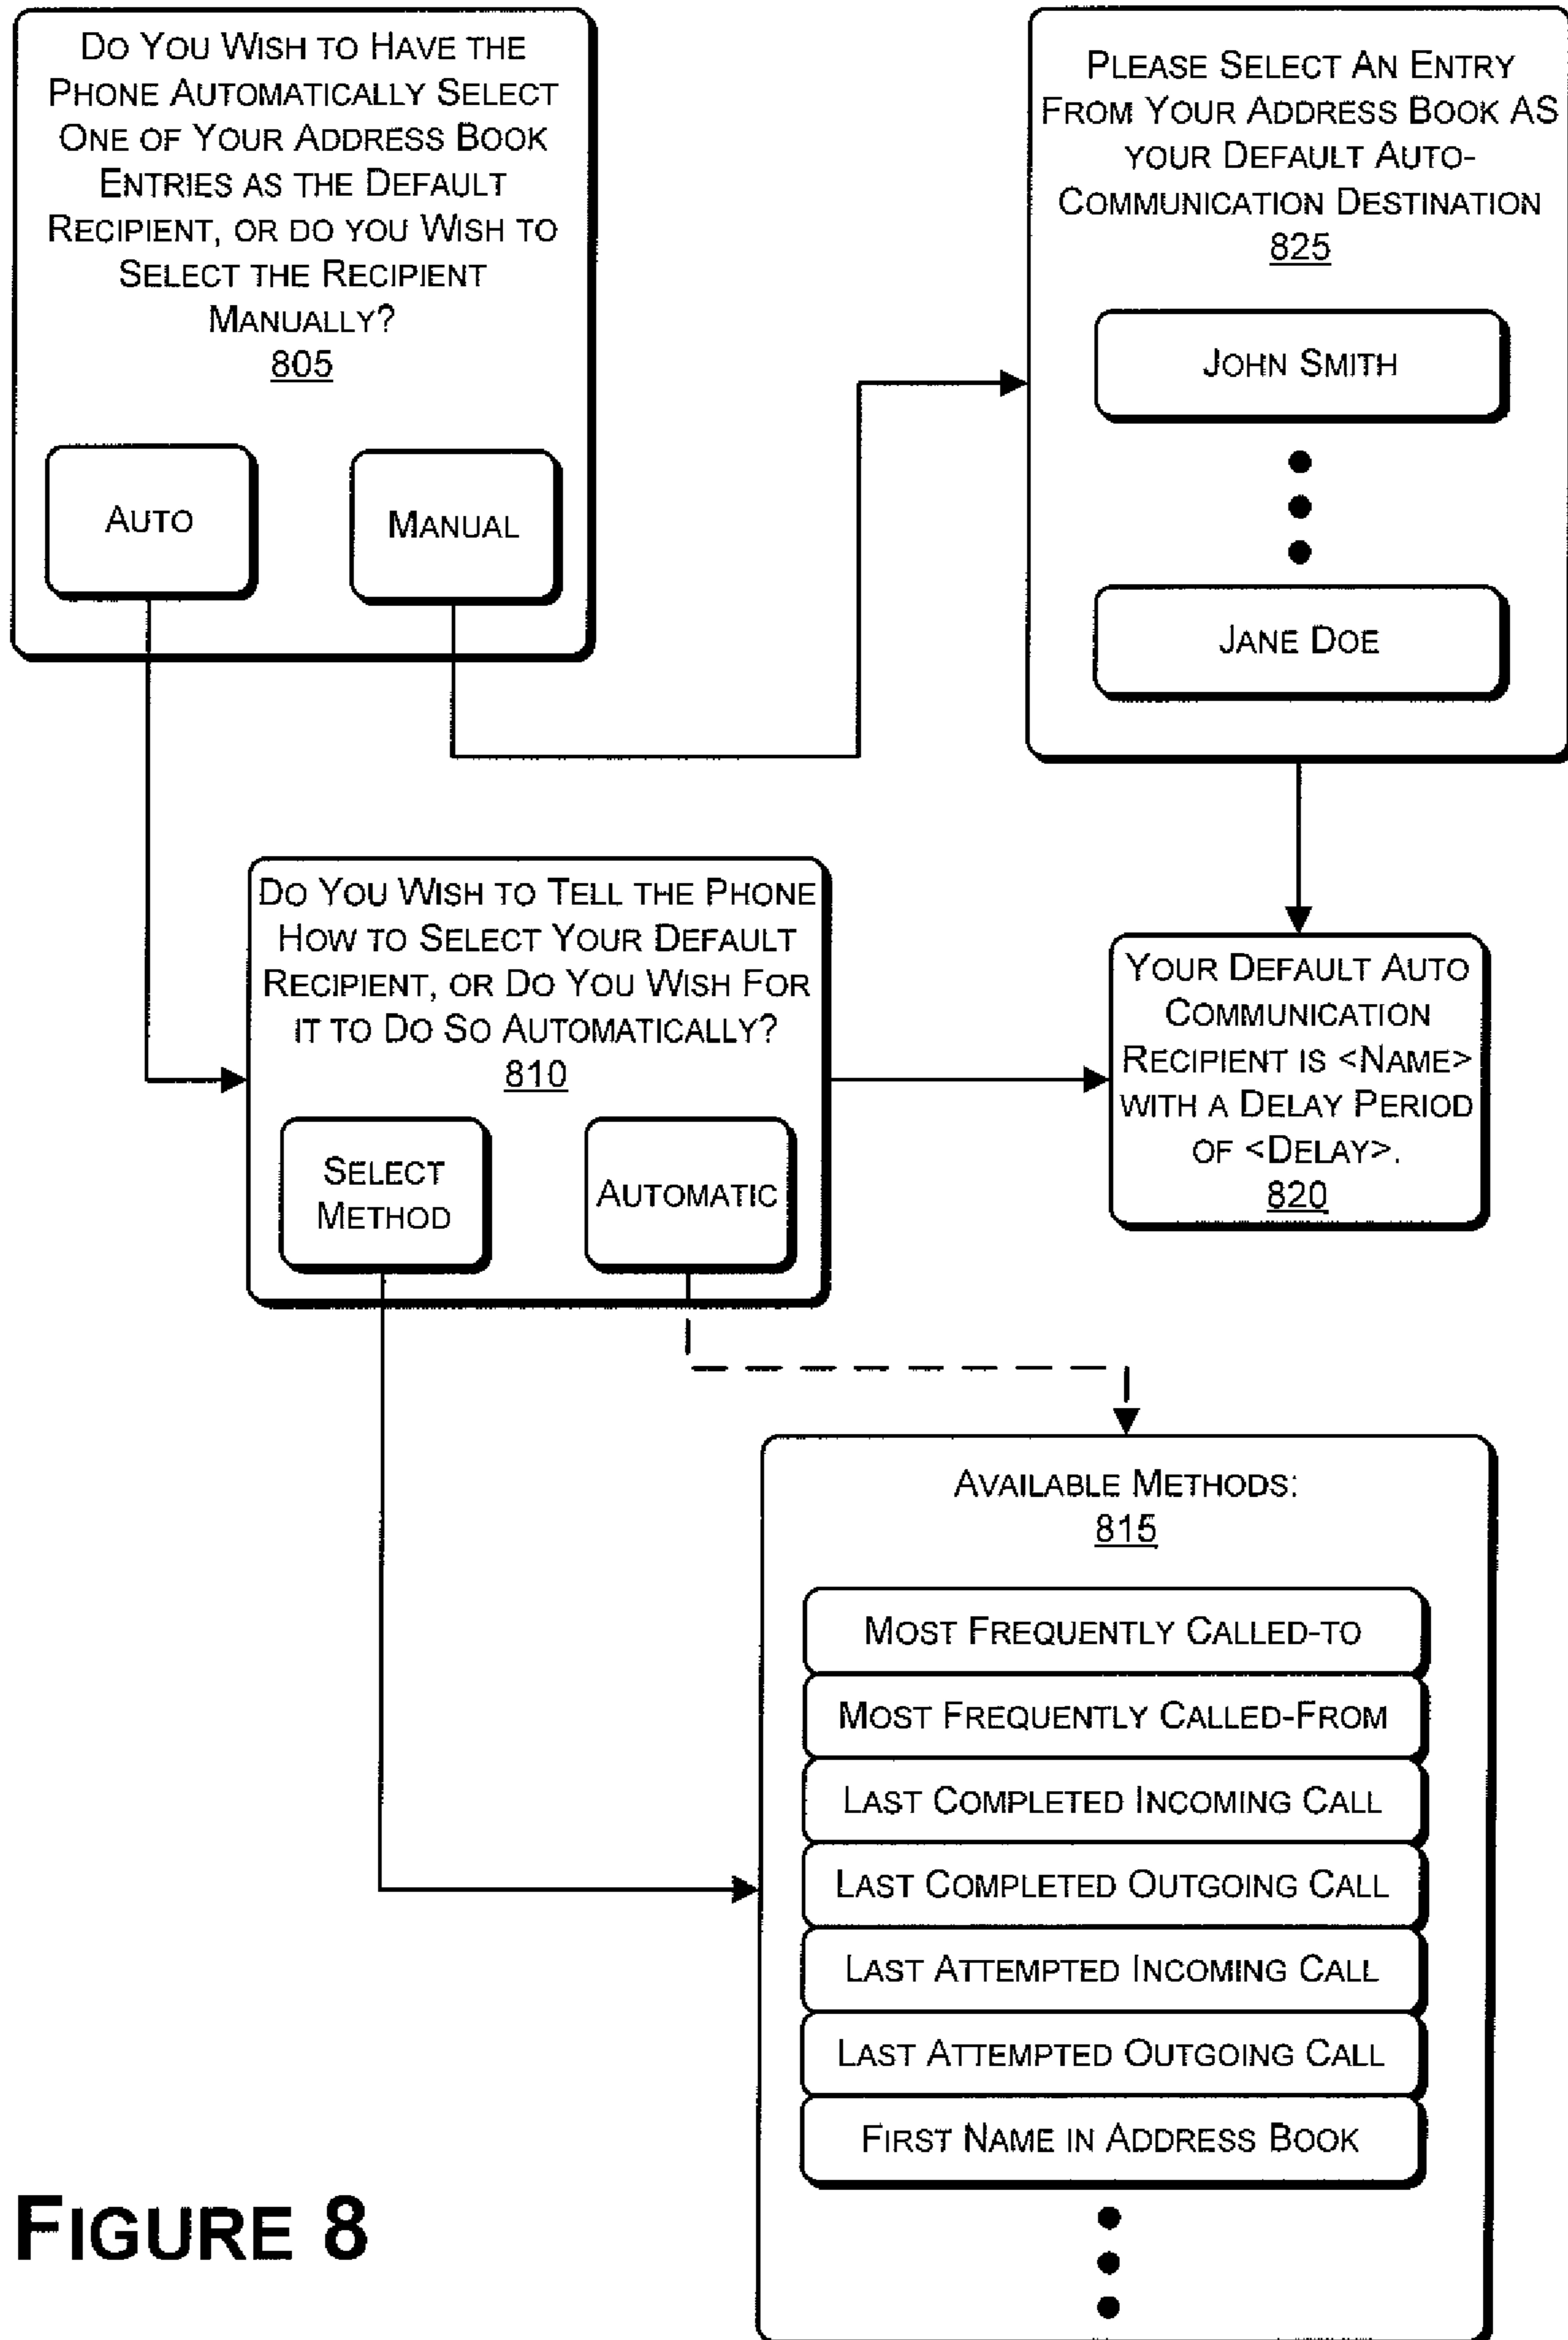 DO YOU WISH TO HAVE THE
PHONE AUTOMATICALLY SELECT
ONE OF YOUR ADDRESS BOOK
ENTRIES AS THE DEFAULT
RECIPIENT, OR DO YOU WISH TO
SELECT THE RECIPIENT
MANUALLY?
805
AUTO
MANUAL
PLEASE SELECT AN ENTRY
FROM YOUR ADDRESS BOOK AS
YOUR DEFAULT AUTO-
COMMUNICATION DESTINATION
825
JOHN SMITH
JANE DOE
DO YOU WISH TO TELL THE PHONE
HOW TO SELECT YOUR DEFAULT
RECIPIENT, OR DO YOU WISH FOR
IT TO DO SO AUTOMATICALLY?
810
SELECT
METHOD
AUTOMATIC
YOUR DEFAULT AUTO
COMMUNICATION
RECIPIENT IS <NAME>
WITH A DELAY PERIOD
OF <DELAY>.
820
AVAILABLE METHODS:
815
MOST FREQUENTLY CALLED-TO
MOST FREQUENTLY CALLED-FROM
LAST COMPLETED INCOMING CALL
LAST COMPLETED OUTGOING CALL
LAST ATTEMPTED INCOMING CALL
LAST ATTEMPTED OUTGOING CALL
FIRST NAME IN ADDRESS BOOK
FIGURE 8